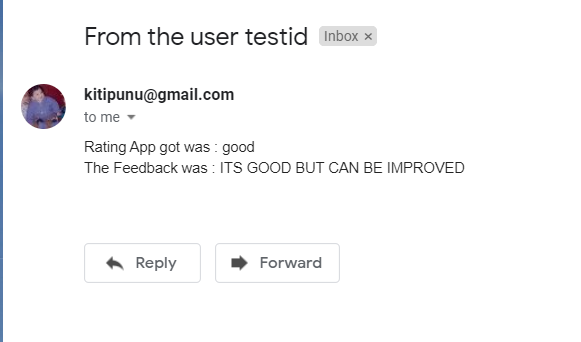 From the user testid Inbox ×
kitipunu@gmail.com
to me
Rating App got was : good
The Feedback was : ITS GOOD BUT CAN BE IMPROVED
Reply Forward